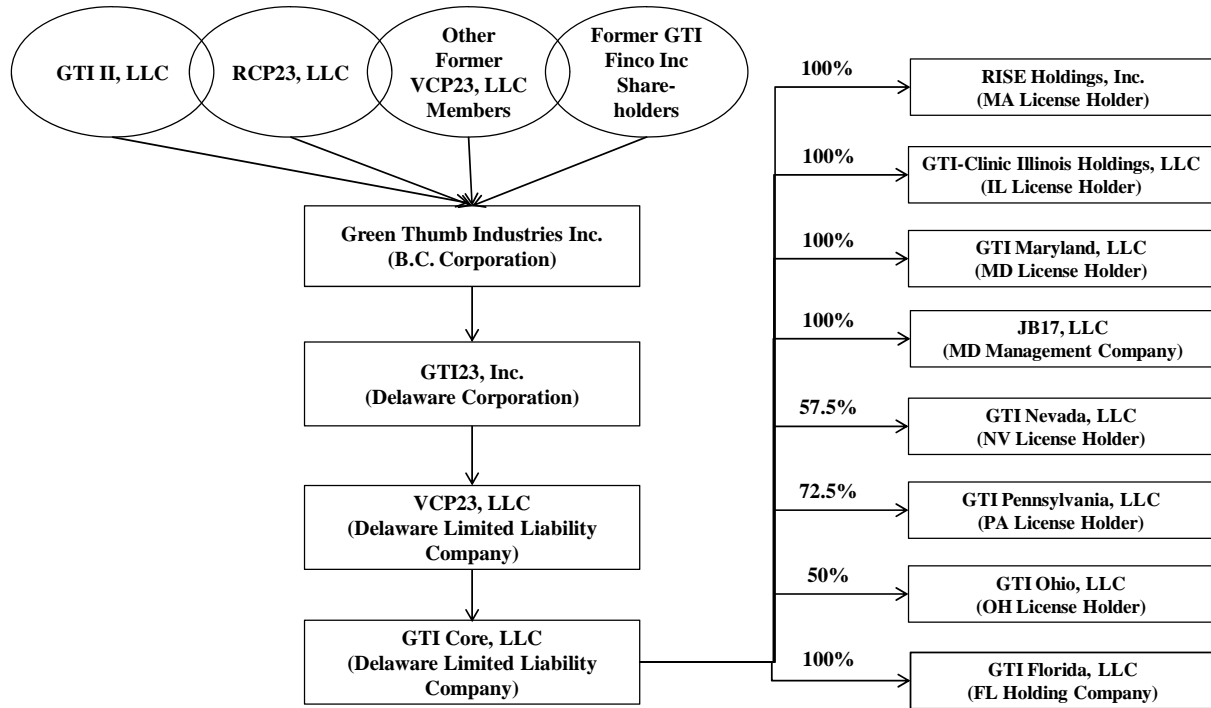 GTI II, LLC
RCP23, LLC
Other
Former
VCP23, LLC
Members
Former GTI
Finco Inc
Share-
holders
Green Thumb Industries Inc.
(B.C. Corporation)
GTI23, Inc.
(Delaware Corporation)
VCP23, LLC
(Delaware Limited Liability
Company)
GTI Core, LLC
(Delaware Limited Liability
Company)
100%
RISE Holdings, Inc.
(MA License Holder)
100%
GTI-Clinic Illinois Holdings, LLC
(IL License Holder)
100%
GTI Maryland, LLC
(MD License Holder)
100%
JB17, LLC
(MD Management Company)
57.5%
GTI Nevada, LLC
(NV License Holder)
72.5%
GTI Pennsylvania, LLC
(PA License Holder)
50%
GTI Ohio, LLC
(OH License Holder)
100%
GTI Florida, LLC
(FL Holding Company)